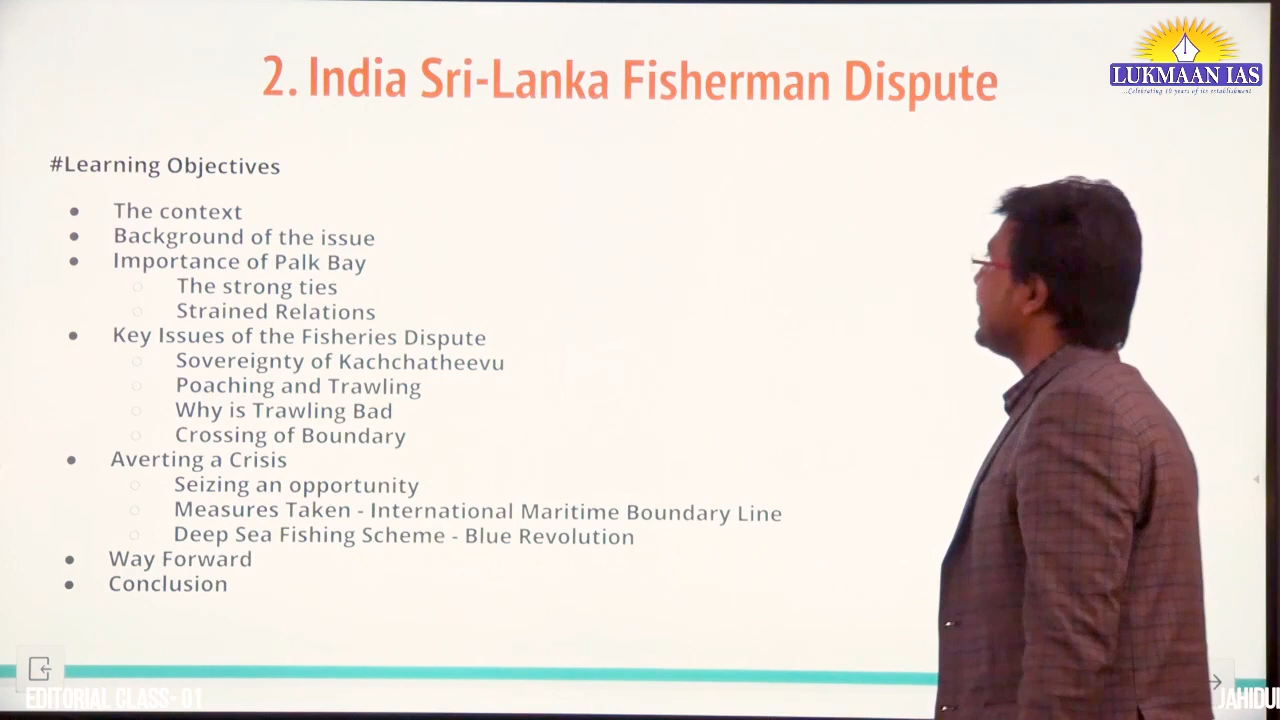 2. India Sri-Lanka Fisherman Dispute
LUKMAAN IAS
...Celebrating 10 years of its establishment
#Learning Objectives
The context
Background of the issue
Importance of Palk Bay
The strong ties
Strained Relations
Key Issues of the Fisheries Dispute
Sovereignty of Kachchatheevu
Poaching and Trawling
Why is Trawling Bad
Crossing of Boundary
Averting a Crisis
Seizing an opportunity
Measures Taken - International Maritime Boundary Line
Deep Sea Fishing Scheme - Blue Revolution
Way Forward
Conclusion
EDITORIAL CLASS- 01
JAHIDUL